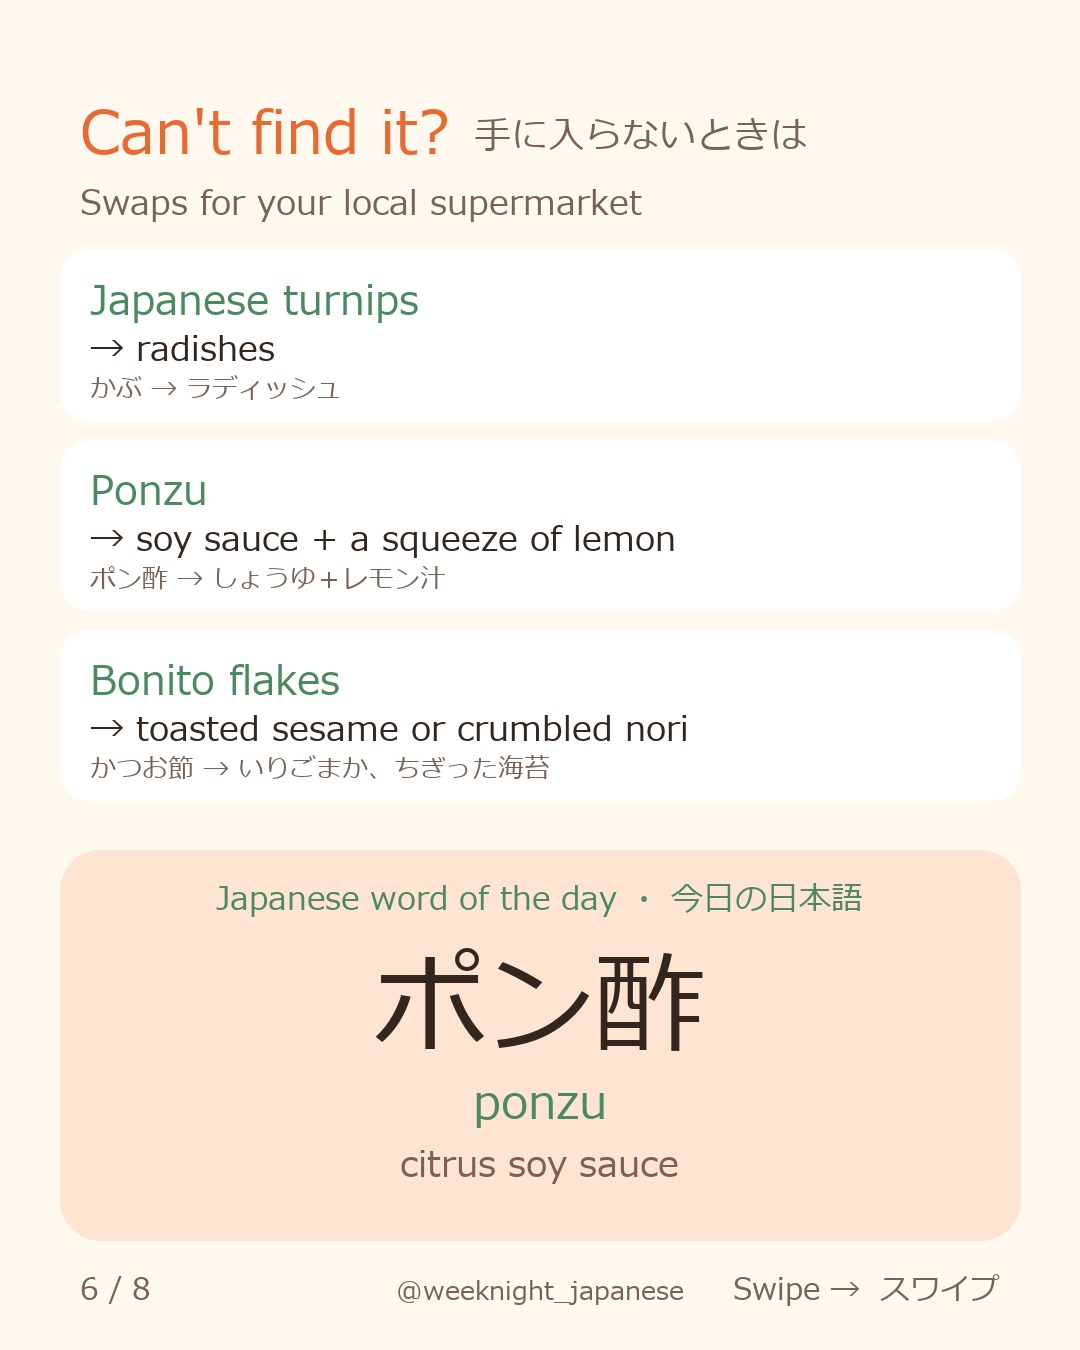 Can't find it? 手に入らないときは
Swaps for your local supermarket
Japanese turnips
→ radishes
かぶ → ラディッシュ
Ponzu
→ soy sauce + a squeeze of lemon
ポン酢 → しょうゆ＋レモン汁
Bonito flakes
→ toasted sesame or crumbled nori
かつお節 → いりごまか、ちぎった海苔
Japanese word of the day ・ 今日の日本語
ポン酢
ponzu
citrus soy sauce
6 / 8 @weeknight_japanese Swipe → スワイプ